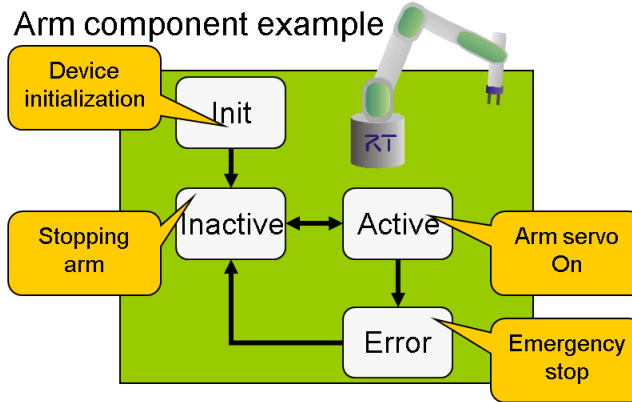 Arm component example
Device
initialization
Init
RT
Stopping
arm
Inactive
Active
Arm servo
On
Error
Emergency
stop